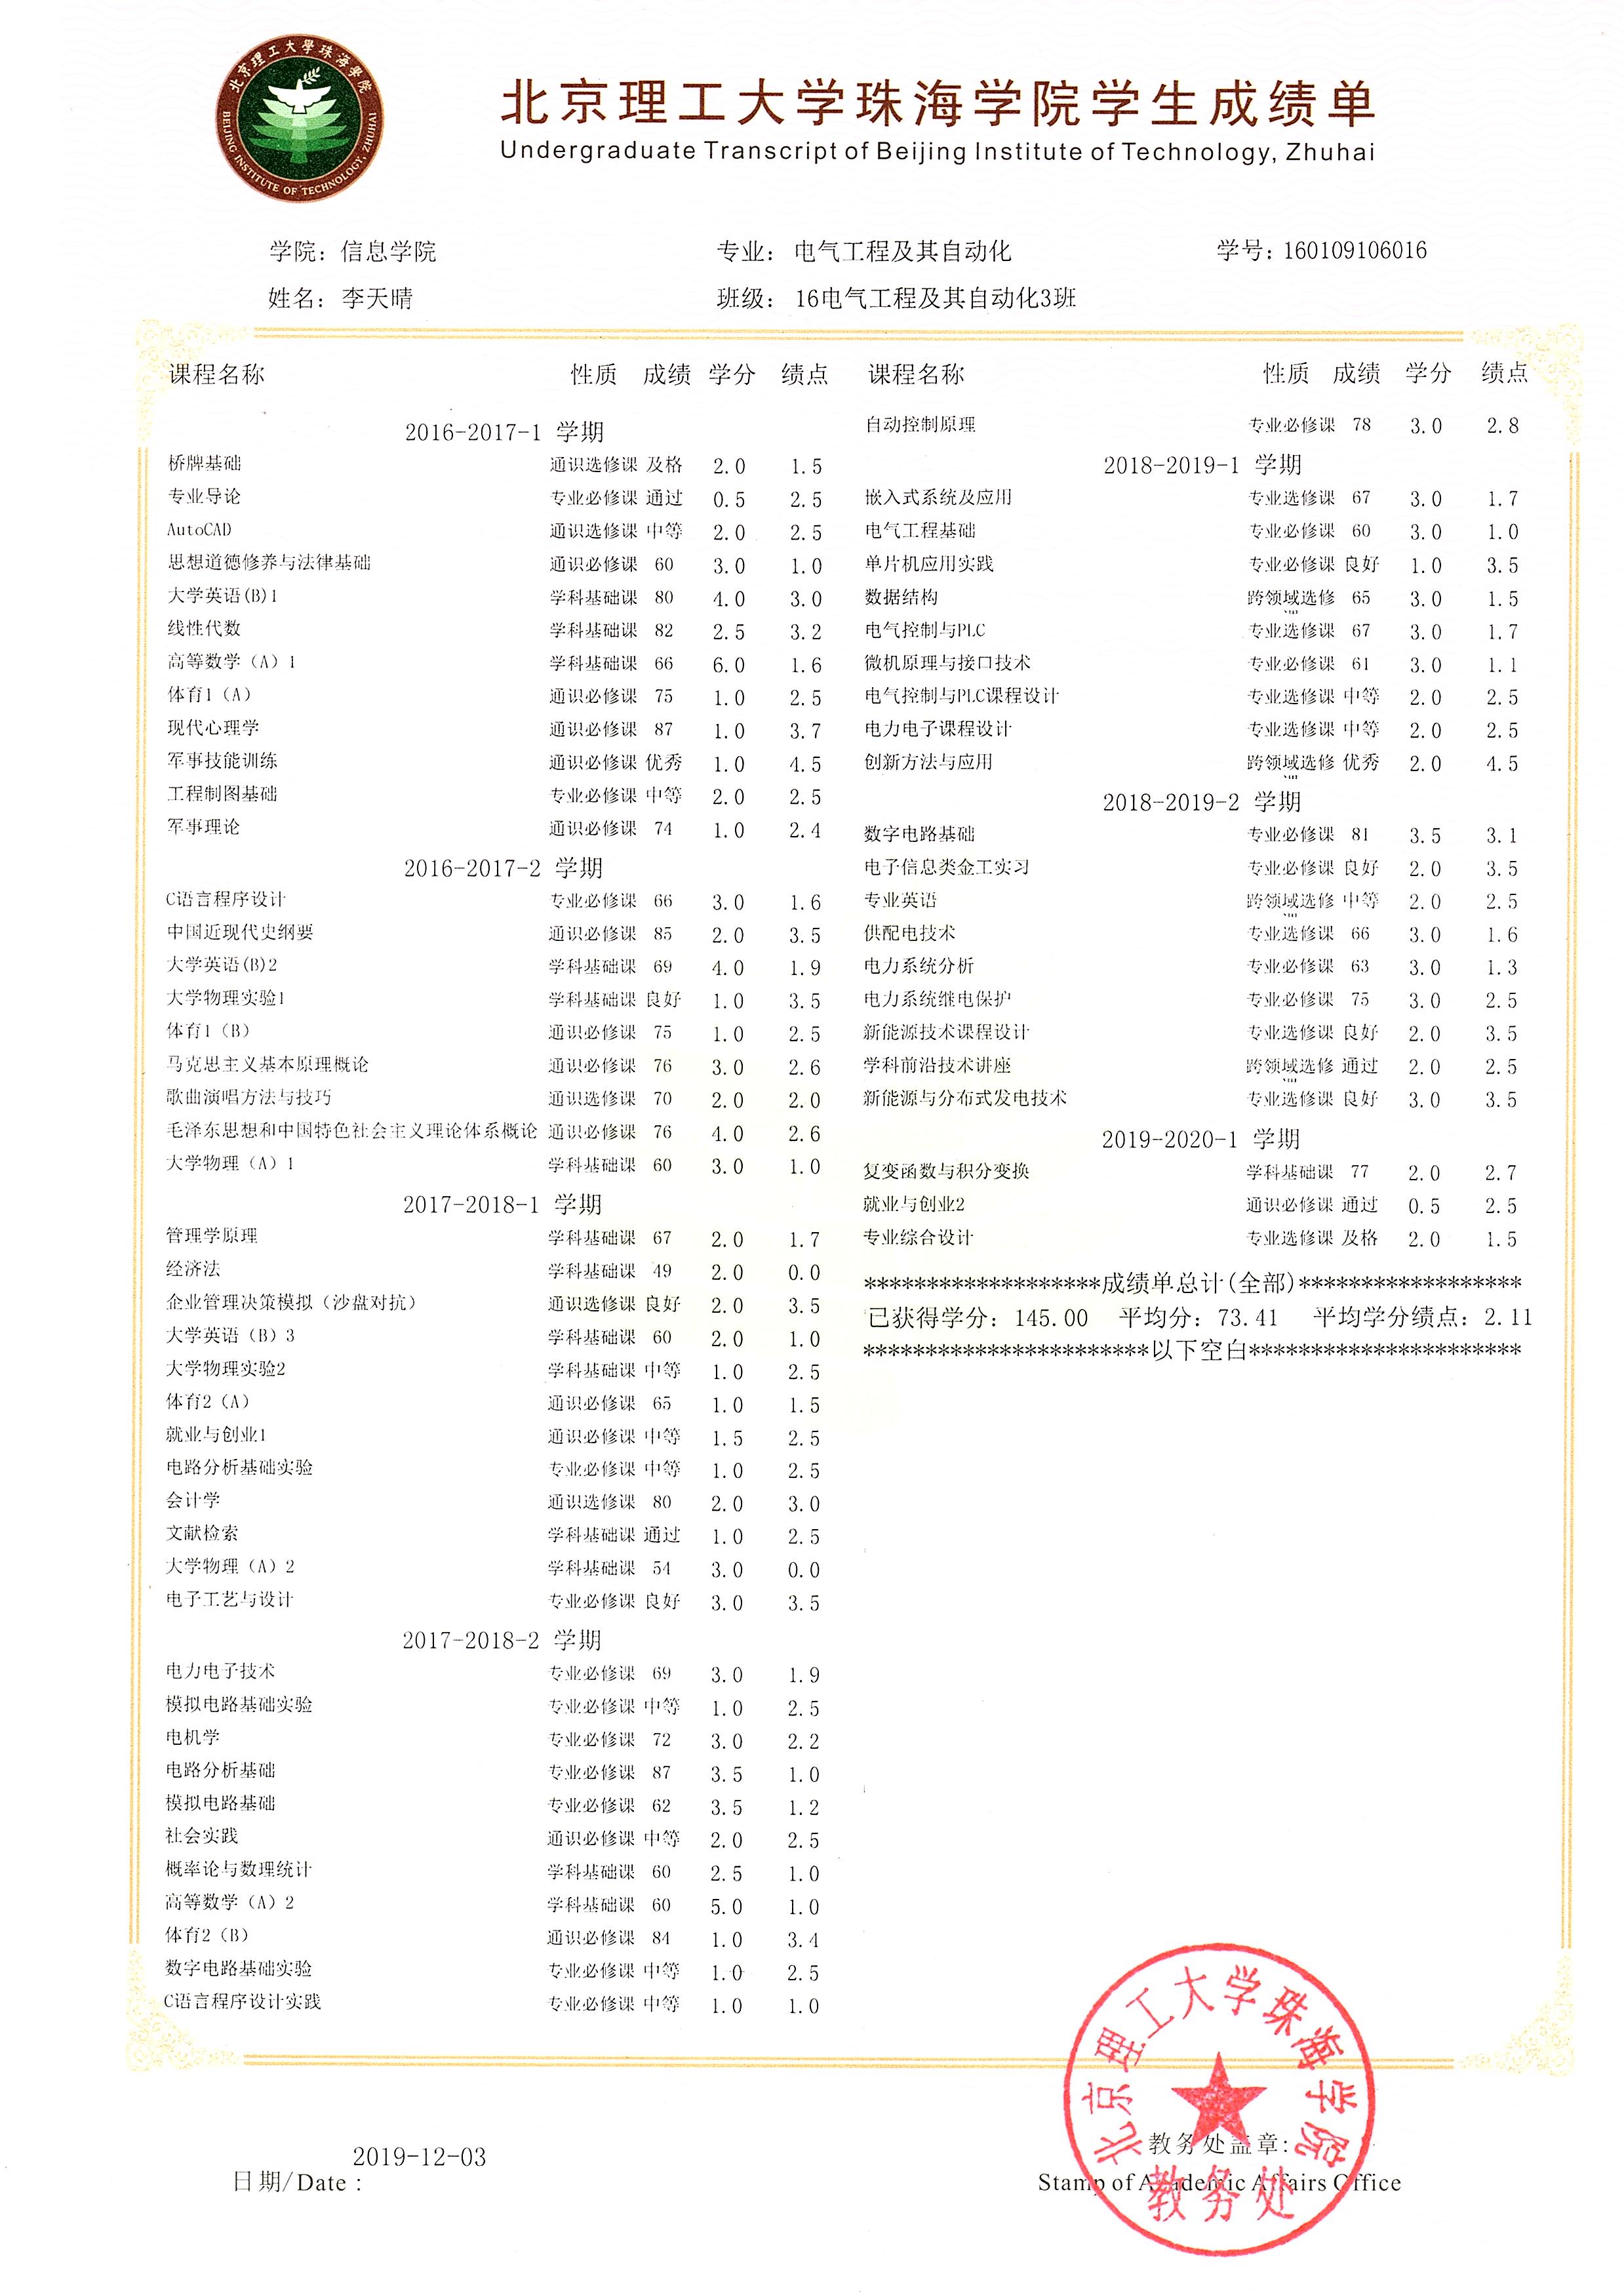 北京理工大學珠海學院
BEIJING INSTITUTE OF TECHNOLOGY, ZHUHAI
北京理工大学珠海学院学生成绩单
Undergraduate Transcript of Beijing Institute of Technology, Zhuhai
学院：信息学院 专业：电气工程及其自动化 学号：160109106016
姓名：李天晴 班级：16电气工程及其自动化3班
课程名称 性质 成绩 学分 绩点
2016-2017-1 学期
桥牌基础 通识选修课 及格 2.0 1.5
专业导论 专业必修课 通过 0.5 2.5
AutoCAD 通识选修课 中等 2.0 2.5
思想道德修养与法律基础 通识必修课 60 3.0 1.0
大学英语(B)1 学科基础课 80 4.0 3.0
线性代数 学科基础课 82 2.5 3.2
高等数学（A）1 学科基础课 66 6.0 1.6
体育1（A） 通识必修课 75 1.0 2.5
现代心理学 通识必修课 87 1.0 3.7
军事技能训练 通识必修课 优秀 1.0 4.5
工程制图基础 专业必修课 中等 2.0 2.5
军事理论 通识必修课 74 1.0 2.4
2016-2017-2 学期
C语言程序设计 专业必修课 66 3.0 1.6
中国近现代史纲要 通识必修课 85 2.0 3.5
大学英语(B)2 学科基础课 69 4.0 1.9
大学物理实验1 学科基础课 良好 1.0 3.5
体育1（B） 通识必修课 75 1.0 2.5
马克思主义基本原理概论 通识必修课 76 3.0 2.6
歌曲演唱方法与技巧 通识选修课 70 2.0 2.0
毛泽东思想和中国特色社会主义理论体系概论 通识必修课 76 4.0 2.6
大学物理（A）1 学科基础课 60 3.0 1.0
2017-2018-1 学期
管理学原理 学科基础课 67 2.0 1.7
经济法 学科基础课 49 2.0 0.0
企业管理决策模拟（沙盘对抗） 通识选修课 良好 2.0 3.5
大学英语（B）3 学科基础课 60 2.0 1.0
大学物理实验2 学科基础课 中等 1.0 2.5
体育2（A） 通识必修课 65 1.0 1.5
就业与创业1 通识必修课 中等 1.5 2.5
电路分析基础实验 专业必修课 中等 1.0 2.5
会计学 通识选修课 80 2.0 3.0
文献检索 学科基础课 通过 1.0 2.5
大学物理（A）2 学科基础课 54 3.0 0.0
电子工艺与设计 专业必修课 良好 3.0 3.5
2017-2018-2 学期
电力电子技术 专业必修课 69 3.0 1.9
模拟电路基础实验 专业必修课 中等 1.0 2.5
电机学 专业必修课 72 3.0 2.2
电路分析基础 专业必修课 87 3.5 1.0
模拟电路基础 专业必修课 62 3.5 1.2
社会实践 通识必修课 中等 2.0 2.5
概率论与数理统计 学科基础课 60 2.5 1.0
高等数学（A）2 学科基础课 60 5.0 1.0
体育2（B） 通识必修课 84 1.0 3.4
数字电路基础实验 专业必修课 中等 1.0 2.5
C语言程序设计实践 专业必修课 中等 1.0 1.0
课程名称 性质 成绩 学分 绩点
自动控制原理 专业必修课 78 3.0 2.8
2018-2019-1 学期
嵌入式系统及应用 专业选修课 67 3.0 1.7
电气工程基础 专业必修课 60 3.0 1.0
单片机应用实践 专业必修课 良好 1.0 3.5
数据结构 跨领域选修 65 3.0 1.5
电气控制与PLC 专业选修课 67 3.0 1.7
微机原理与接口技术 专业必修课 61 3.0 1.1
电气控制与PLC课程设计 专业选修课 中等 2.0 2.5
电力电子课程设计 专业选修课 中等 2.0 2.5
创新方法与应用 跨领域选修 优秀 2.0 4.5
2018-2019-2 学期
数字电路基础 专业必修课 81 3.5 3.1
电子信息类金工实习 专业必修课 良好 2.0 3.5
专业英语 跨领域选修 中等 2.0 2.5
供配电技术 专业选修课 66 3.0 1.6
电力系统分析 专业必修课 63 3.0 1.3
电力系统继电保护 专业必修课 75 3.0 2.5
新能源技术课程设计 专业选修课 良好 2.0 3.5
学科前沿技术讲座 跨领域选修 通过 2.0 2.5
新能源与分布式发电技术 专业选修课 良好 3.0 3.5
2019-2020-1 学期
复变函数与积分变换 学科基础课 77 2.0 2.7
就业与创业2 通识必修课 通过 0.5 2.5
专业综合设计 专业选修课 及格 2.0 1.5
*******************成绩单总计(全部)******************
已获得学分：145.00 平均分：73.41 平均学分绩点：2.11
***********************以下空白**********************
北京理工大学珠海学院
教务处
教务处盖章:
Stamp of Academic Affairs Office
2019-12-03
日期/Date :